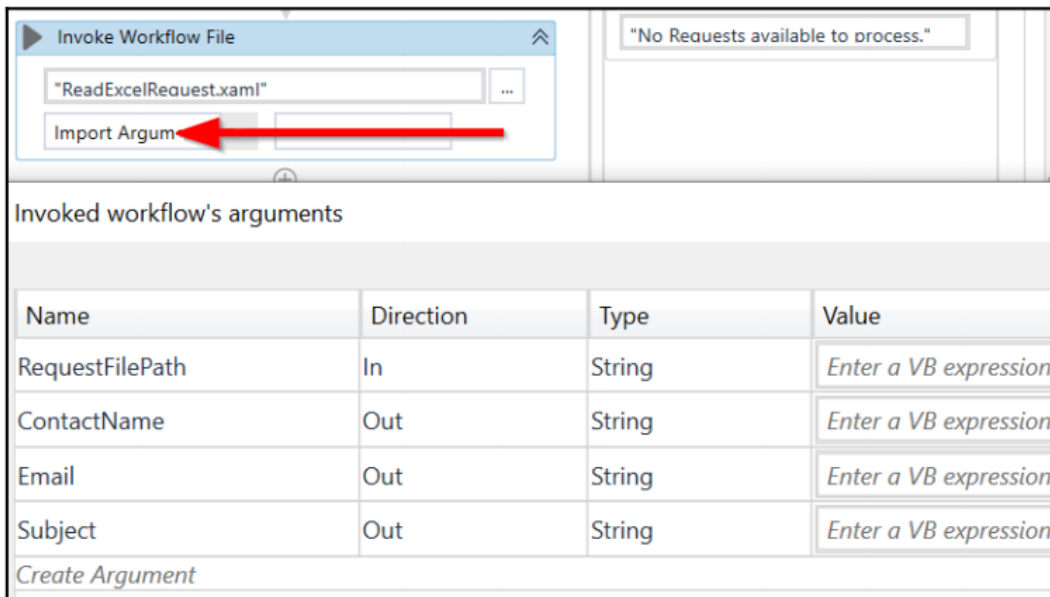 Invoke Workflow File
"No Requests available to process."
"ReadExcelRequest.xaml"
...
Import Argum
Invoked workflow's arguments
Name Direction Type Value
RequestFilePath In String Enter a VB expression
ContactName Out String Enter a VB expression
Email Out String Enter a VB expression
Subject Out String Enter a VB expression
Create Argument